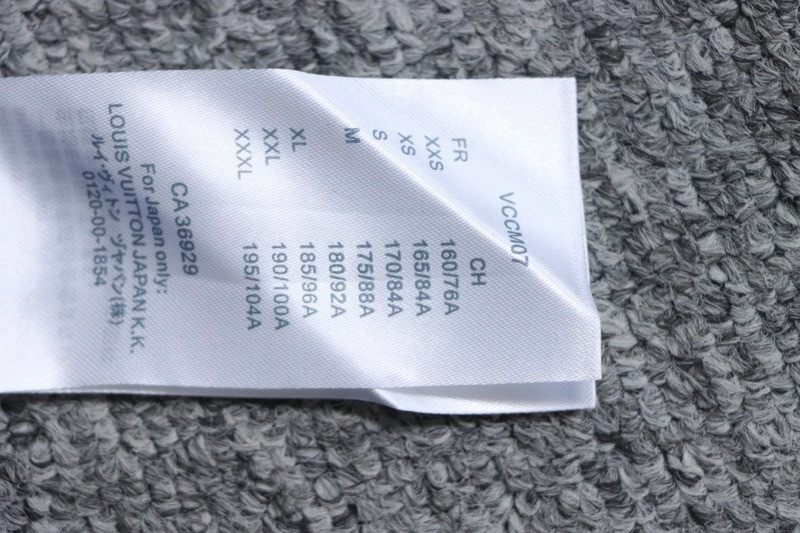 VCCM07
FR CH
XXS 160/76A
XS 165/84A
S 170/84A
M 175/88A
180/92A
XL 185/96A
XXL 190/100A
XXXL 195/104A
CA 36929
For Japan only:
LOUIS VUITTON JAPAN K.K.
ルイ・ヴィトン ジャパン(株)
0120-00-1854